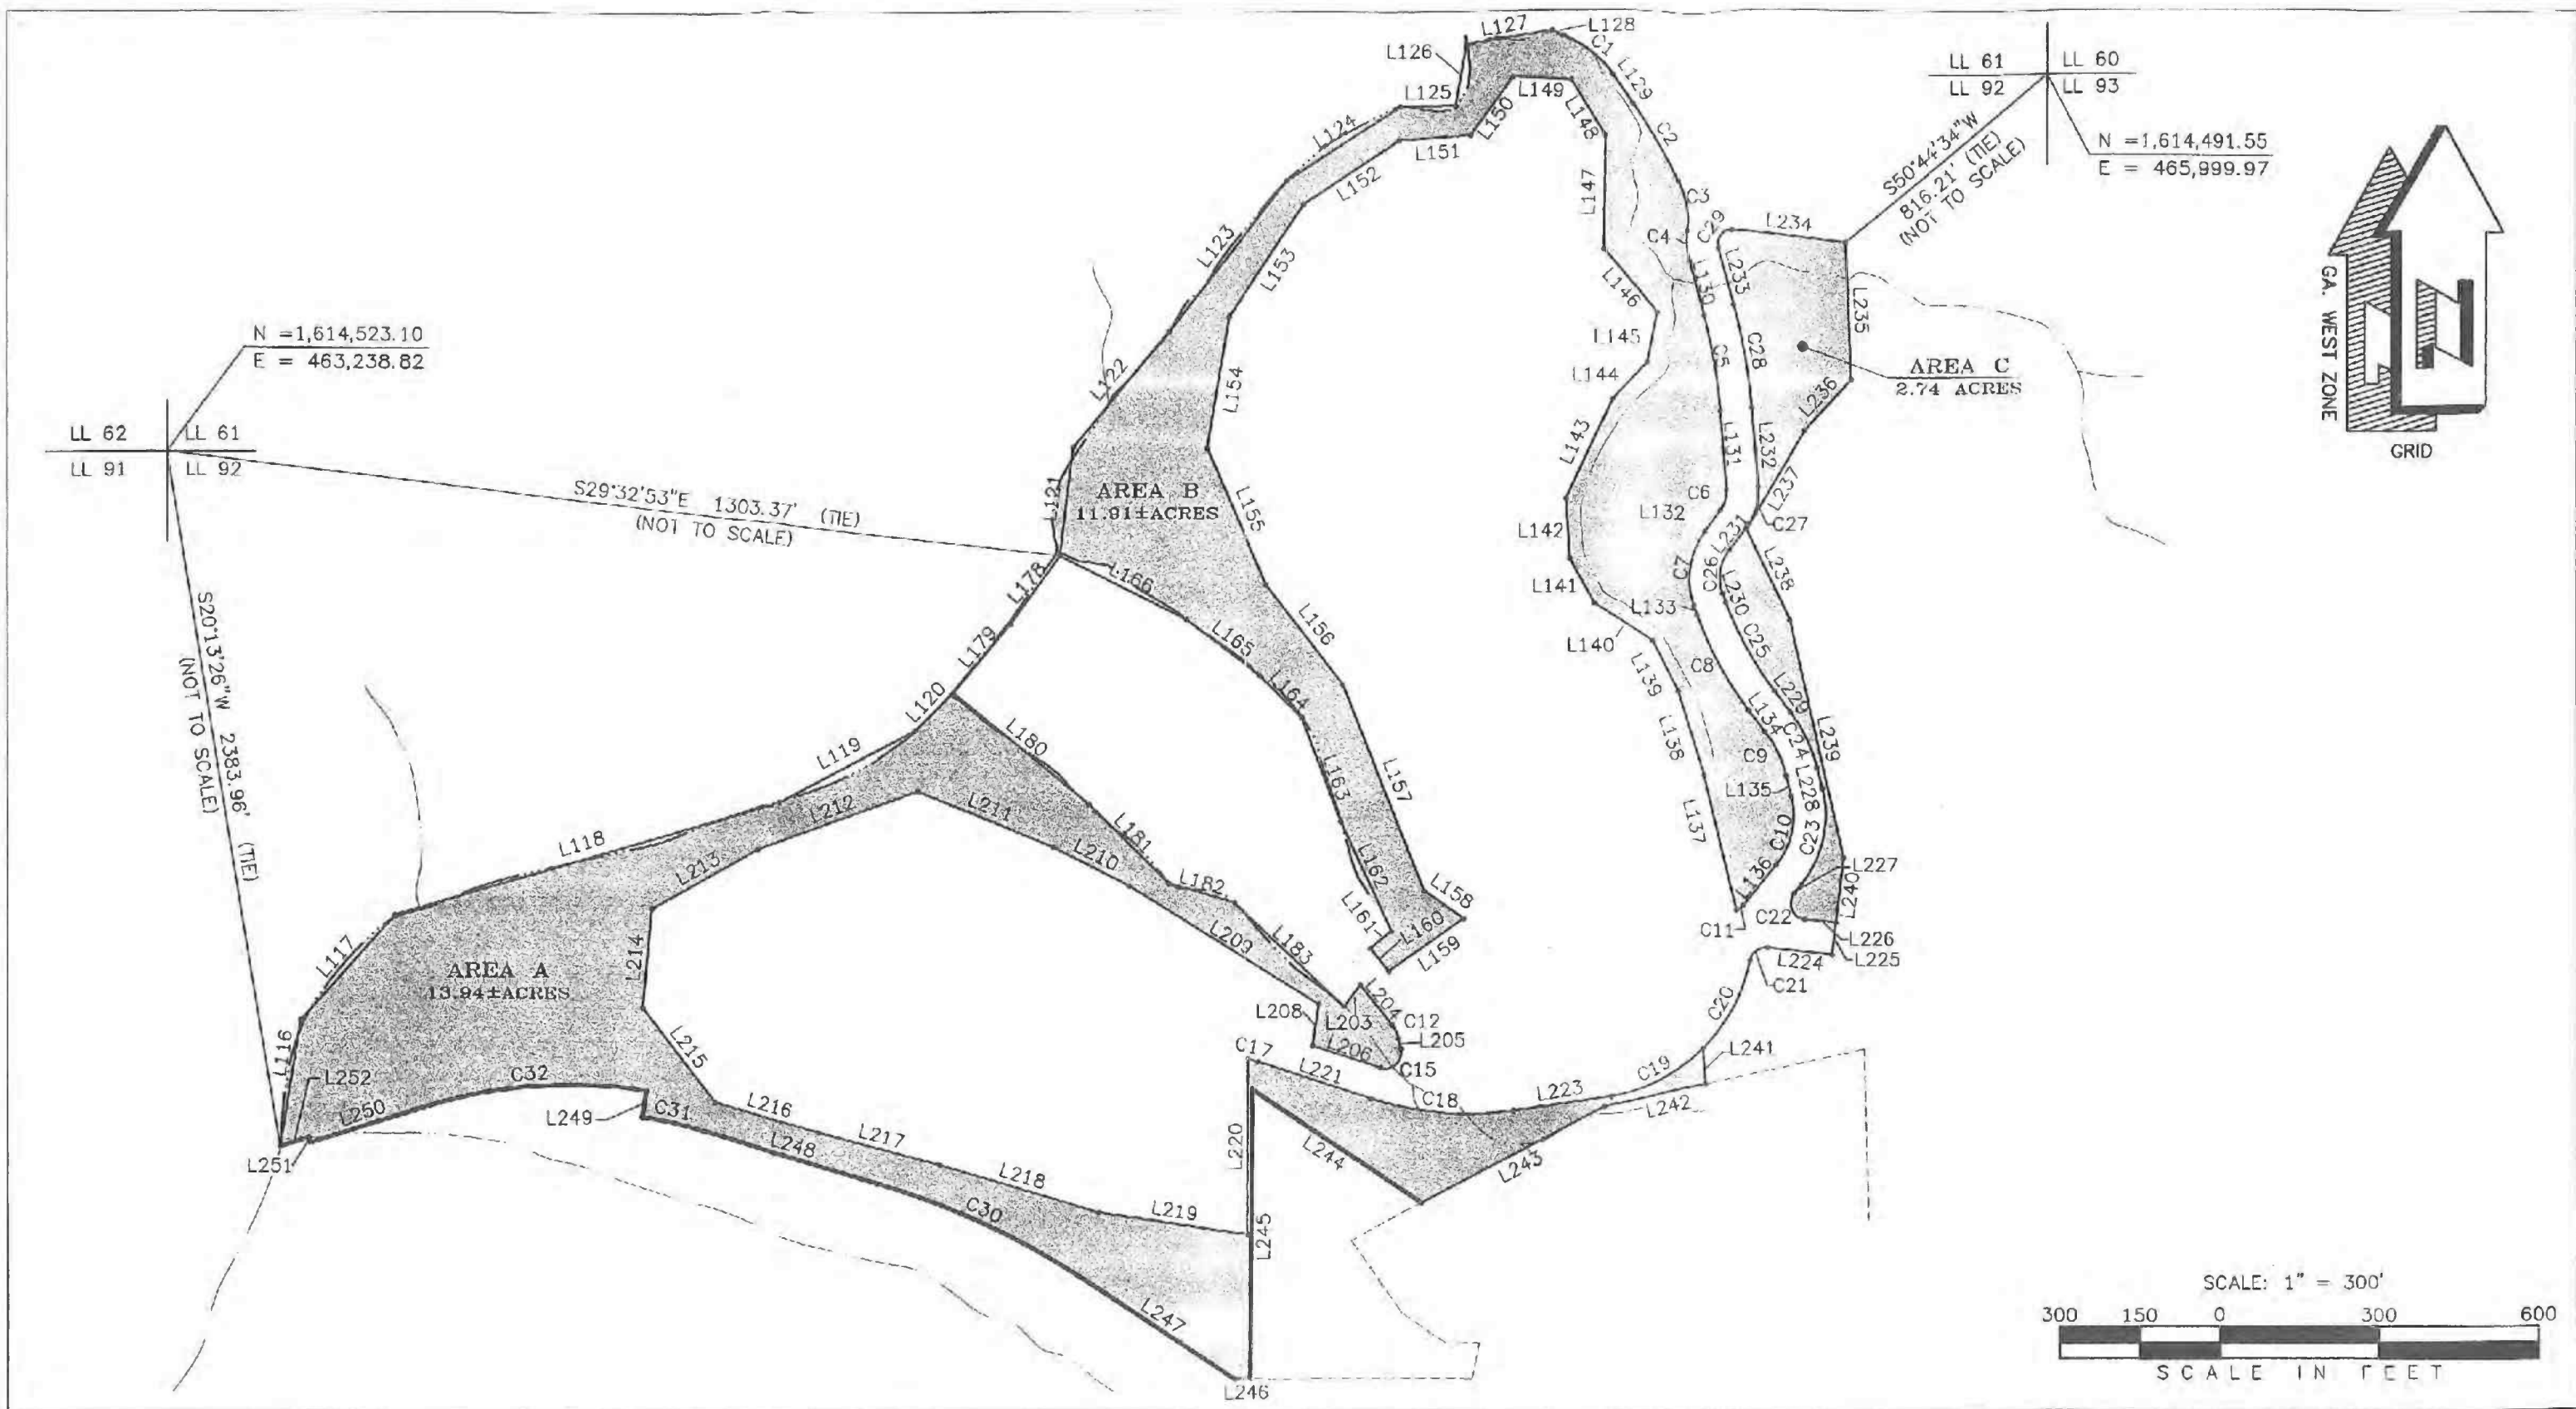 L127
L128
L126
C1
L129
LL 61
LL 60
LL 92
LL 93
L125
L149
L150
L148
C2
L124
L151
N =1,614,491.55
E = 465,999.97
S50°44'34"W
816.21' (TIE)
(NOT TO SCALE)
L152
L147
C3
C29
L234
C4
L123
L153
L146
L130
L233
L235
GA. WEST ZONE
N =1,614,523.10
E = 463,238.82
L145
C5
C28
AREA C
2.74 ACRES
L122
L154
L144
L236
LL 62
LL 61
LL 91
LL 92
GRID
L143
L131
L232
S29°32'53"E 1303.37' (TIE)
(NOT TO SCALE)
L121
AREA B
11.91±ACRES
L155
C6
L237
L142
L132
C27
L231
L178
L166
C7
C26
L238
L141
L133
L230
S20°13'26"W 2383.96' (TIE)
(NOT TO SCALE)
L179
L165
L156
L140
C25
L139
C8
L120
L164
L229
L180
L134
L119
L138
C9
C24
L239
L163
L157
L135
L228
L212
L211
L118
L181
L137
C10
C23
L213
L210
L162
L136
L227
L182
L158
L240
L161
L160
C22
C11
L117
L214
L209
L183
L159
L226
L224
L225
AREA A
13.94±ACRES
L204
C21
C20
L208
L203
C12
L205
L116
L215
L206
C17
C15
L241
L252
C32
L221
C19
L250
L249
C31
L216
C18
L223
L242
L251
L248
L217
L220
L244
L243
L218
C30
L219
L245
SCALE: 1" = 300'
L247
300 150 0 300 600
SCALE IN FEET
L246